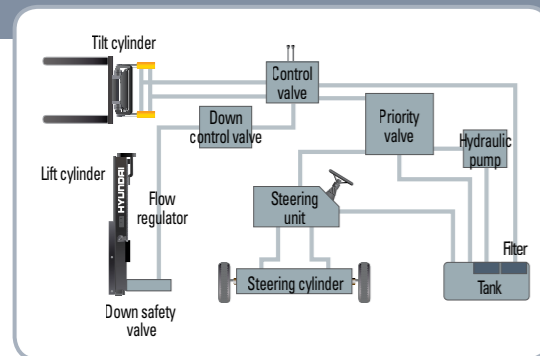 Tilt cylinder
Control
valve
Down
control valve
Priority
valve
Hydraulic
pump
Lift cylinder
HYUNDAI
Flow
regulator
Steering
unit
Filter
Steering cylinder
Tank
Down safety
valve